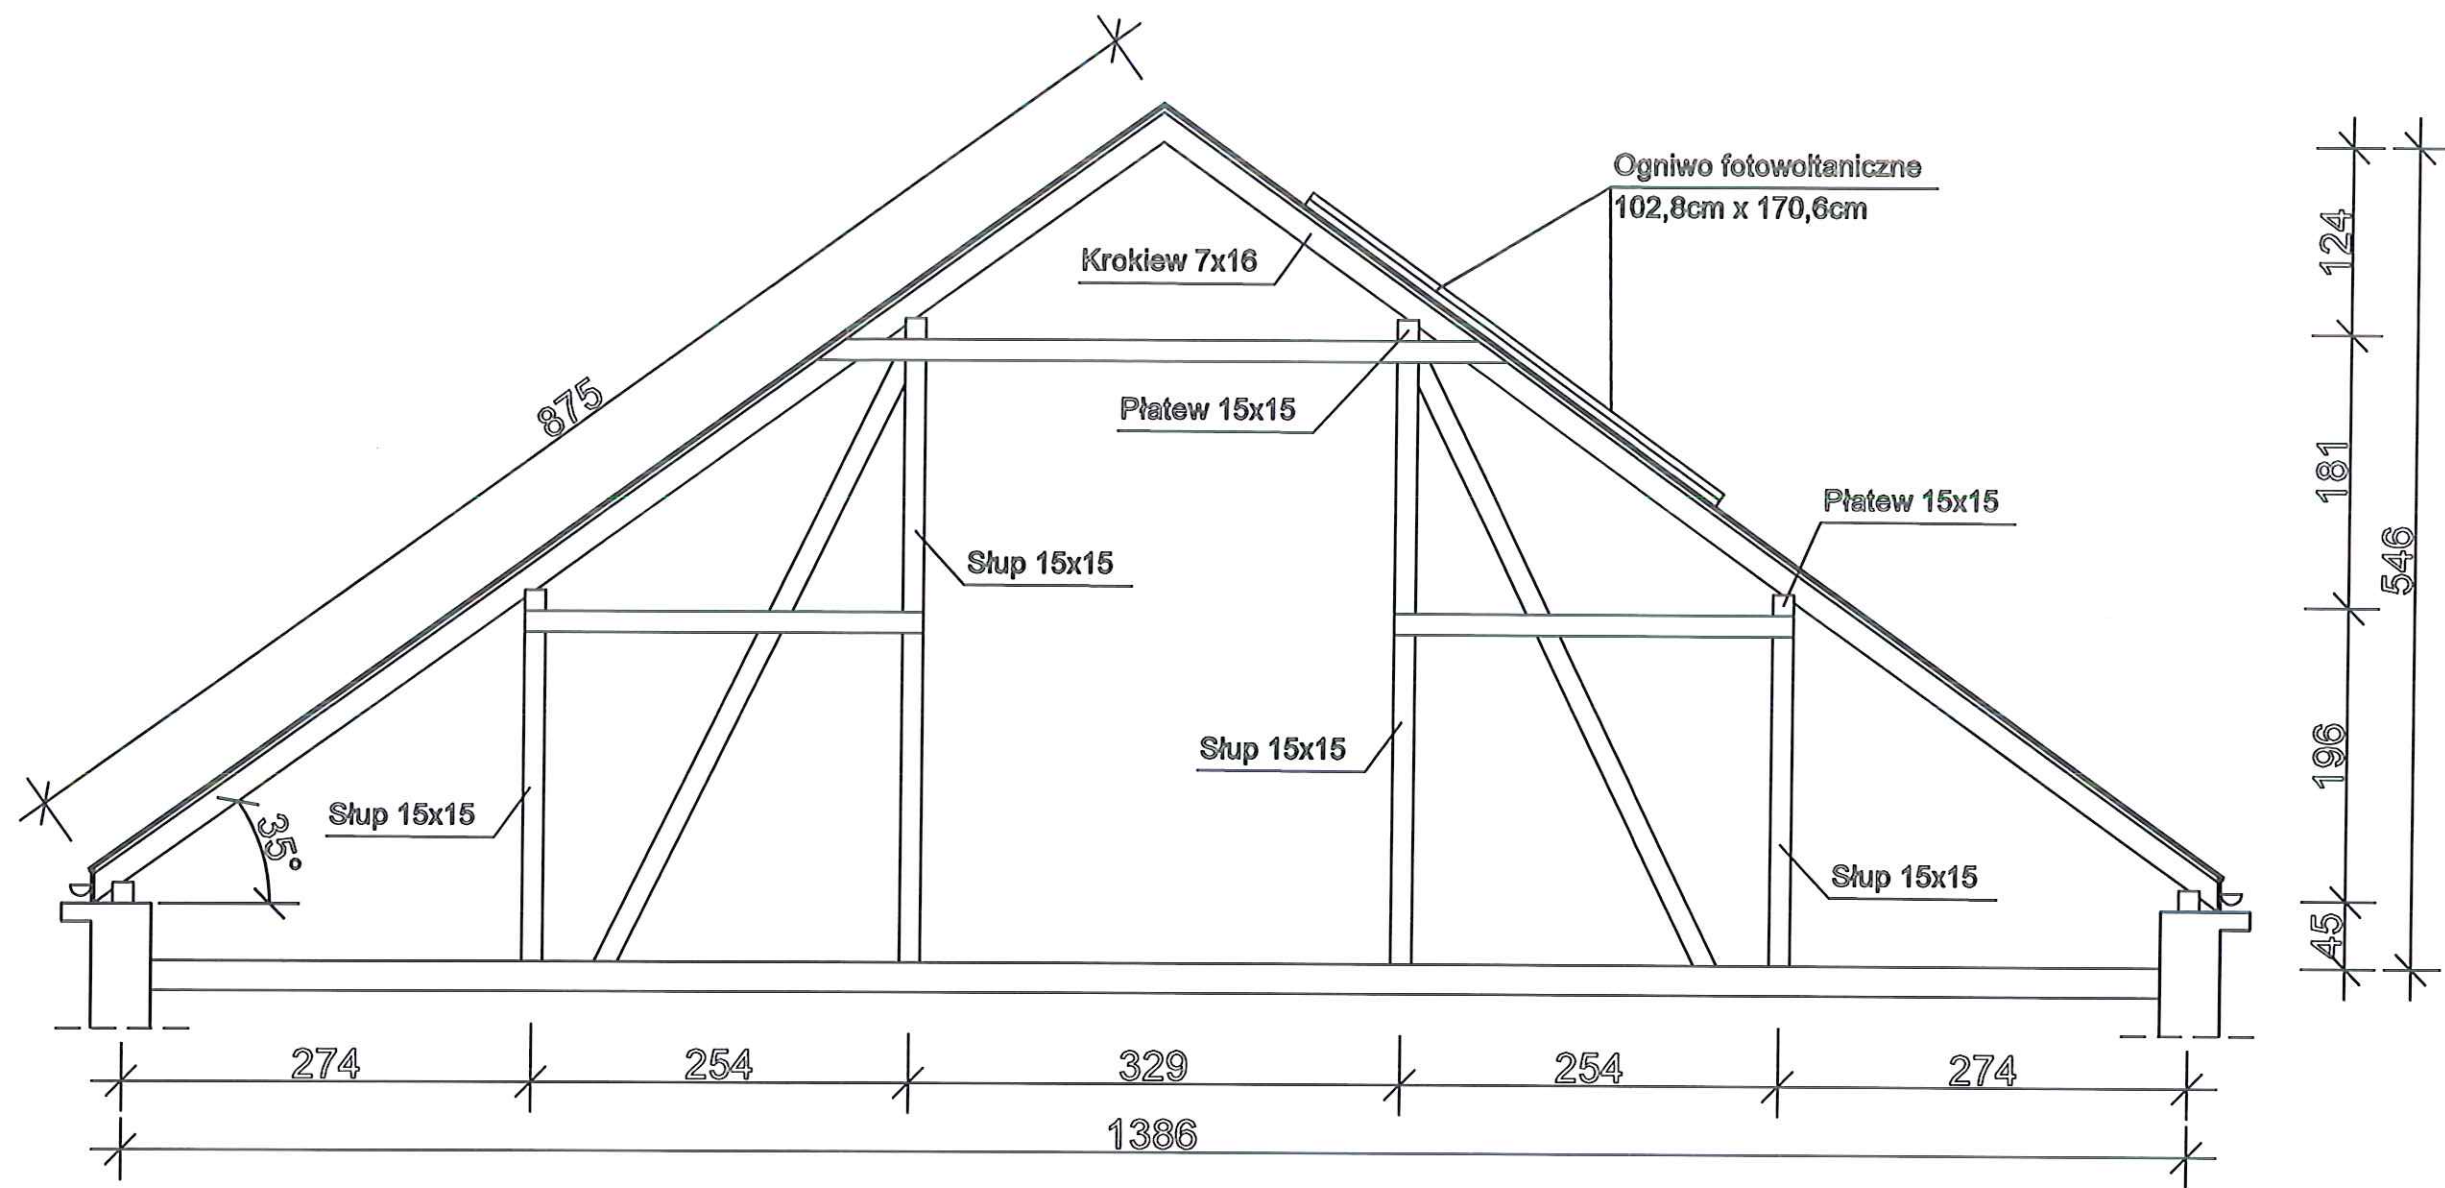 Ogniwo fotowoltaniczne
102,8cm x 170,6cm
Krokiew 7x16
875
Płatew 15x15
Płatew 15x15
Słup 15x15
Słup 15x15
Słup 15x15
Słup 15x15
35°
124
181
196
45
546
274
254
329
254
274
1386